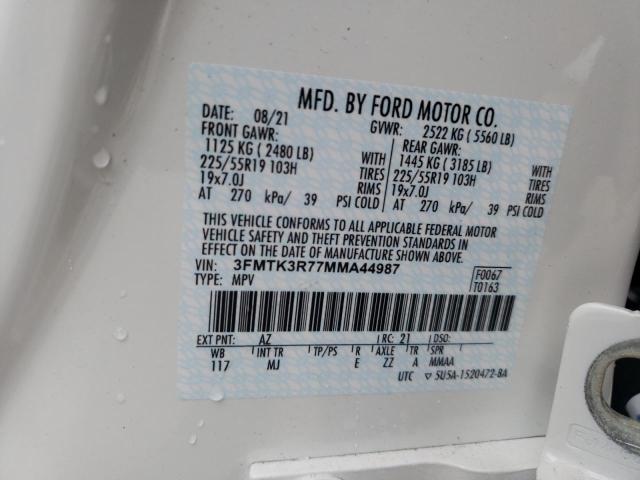 MFD. BY FORD MOTOR CO.
DATE: 08/21 GVWR: 2522 KG ( 5560 LB)
FRONT GAWR: REAR GAWR:
1125 KG ( 2480 LB) WITH 1445 KG ( 3185 LB) WITH
225/55R19 103H TIRES 225/55R19 103H TIRES
19x7.0J RIMS 19x7.0J RIMS
AT 270 kPa/ 39 PSI COLD AT 270 kPa/ 39 PSI COLD
THIS VEHICLE CONFORMS TO ALL APPLICABLE FEDERAL MOTOR
VEHICLE SAFETY AND THEFT PREVENTION STANDARDS IN
EFFECT ON THE DATE OF MANUFACTURE SHOWN ABOVE.
VIN: 3FMTK3R77MMA44987 F0067
TYPE: MPV T0163
EXT PNT: AZ RC: 21 DSO:
WB INT TR TP/PS R AXLE TR SPR
117 MJ E ZZ A MMAA
UTC ▽ 5U5A-1520472-BA